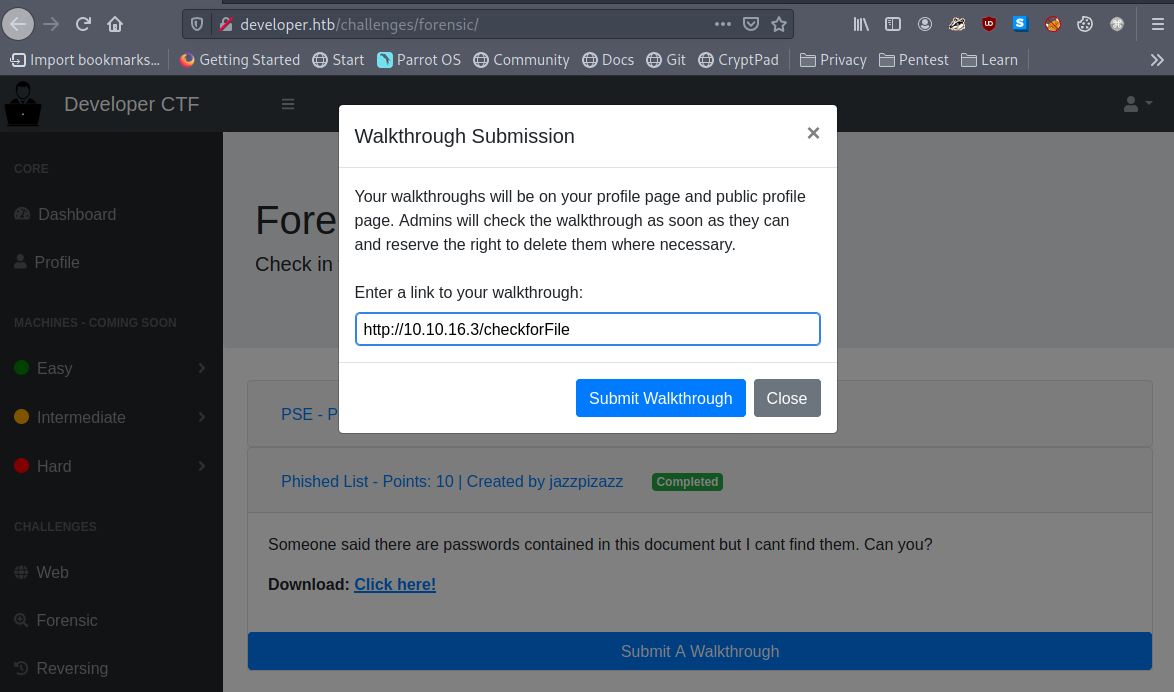 developer.htb/challenges/forensic/
Import bookmarks... Getting Started Start Parrot OS Community Docs Git CryptPad Privacy Pentest Learn
Developer CTF
Walkthrough Submission
×
Your walkthroughs will be on your profile page and public profile
page. Admins will check the walkthrough as soon as they can
and reserve the right to delete them where necessary.
Enter a link to your walkthrough:
http://10.10.16.3/checkforFile
Submit Walkthrough Close
CORE
Dashboard
Profile
MACHINES - COMING SOON
Easy
Intermediate
Hard
CHALLENGES
Web
Forensic
Reversing
Fore
Check in
PSE - P
Phished List - Points: 10 | Created by jazzpizazz Completed
Someone said there are passwords contained in this document but I cant find them. Can you?
Download: Click here!
Submit A Walkthrough